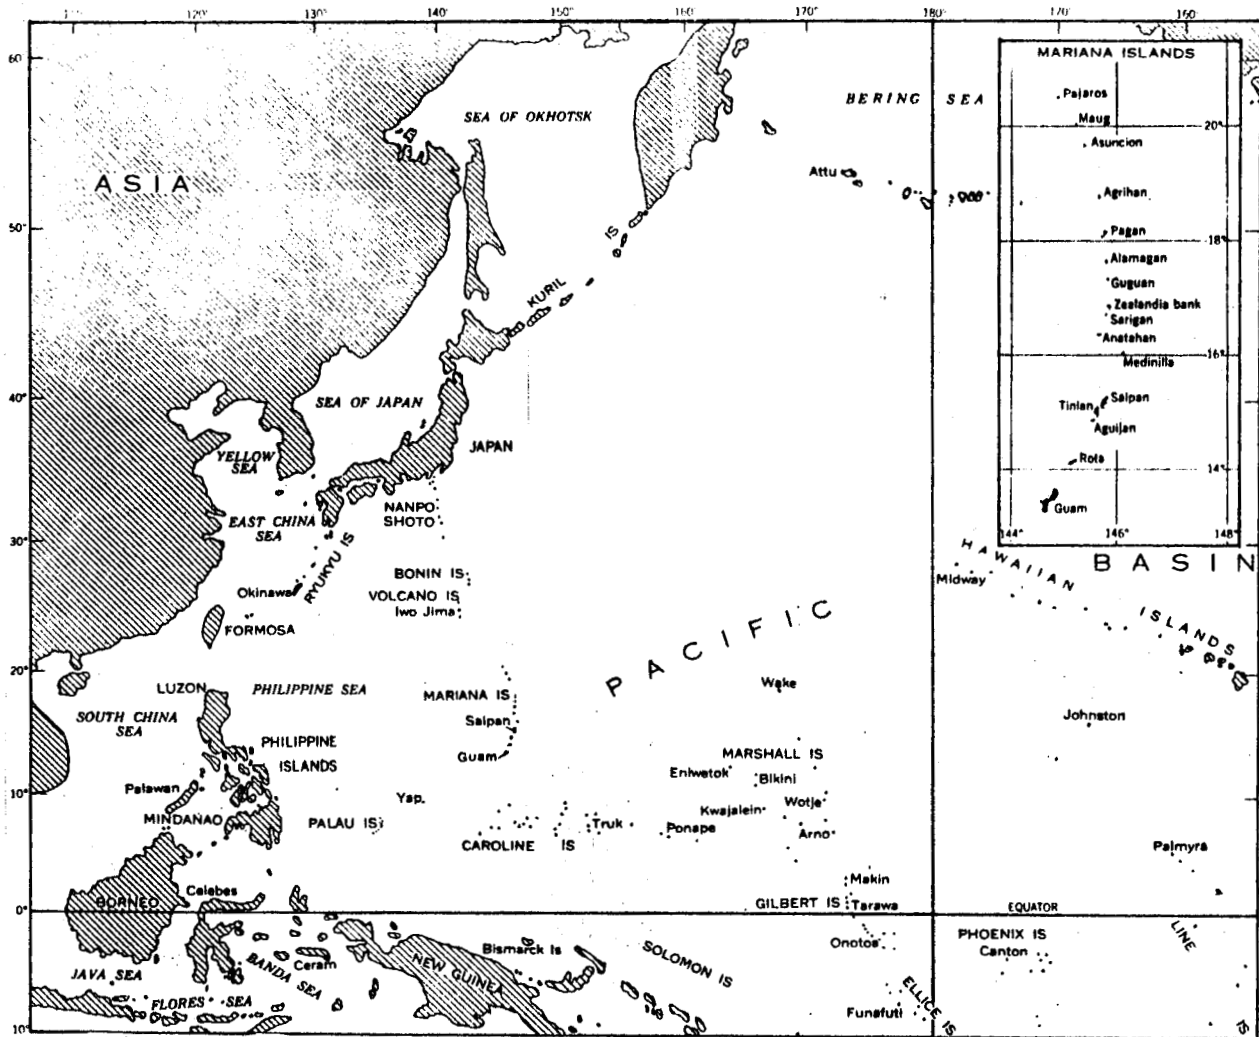 110° 120° 130° 140° 150° 160° 170° 180° 170° 160°
60°
50°
40°
30°
20°
10°
0°
10°
MARIANA ISLANDS
Pajaros
Maug
20°
Asuncion
Agrihan
Pagan
18°
Alamagan
Guguan
Zealandia bank
Sarigan
Anatahan
16°
Medinilla
Saipan
Tinian
Aguijan
Rota
14°
Guam
144° 146° 148°
BERING SEA
SEA OF OKHOTSK
ASIA
Attu
KURIL IS
SEA OF JAPAN
JAPAN
YELLOW
SEA
NANPO
SHOTO
EAST CHINA
SEA
RYUKYU IS
Okinawa
BONIN IS
VOLCANO IS
Iwo Jima
FORMOSA
HAWAIIAN ISLANDS
BASIN
Midway
PACIFIC
LUZON
PHILIPPINE SEA
MARIANA IS
Saipan
Guam
Wake
Johnston
SOUTH CHINA
SEA
PHILIPPINE
ISLANDS
MARSHALL IS
Eniwetok
Bikini
Palawan
Yap
Kwajalein
Wotje
MINDAÑAO
PALAU IS
Truk
Ponape
Arno
CAROLINE IS
Palmyra
Makin
Celebes
BORNEO
GILBERT IS
Tarawa
EQUATOR
Onotoa
PHOENIX IS
Canton
LINE IS
Bismarck Is
SOLOMON IS
Ceram
NEW GUINEA
BANDA SEA
JAVA SEA
FLORES SEA
ELLICE IS
Funafuti